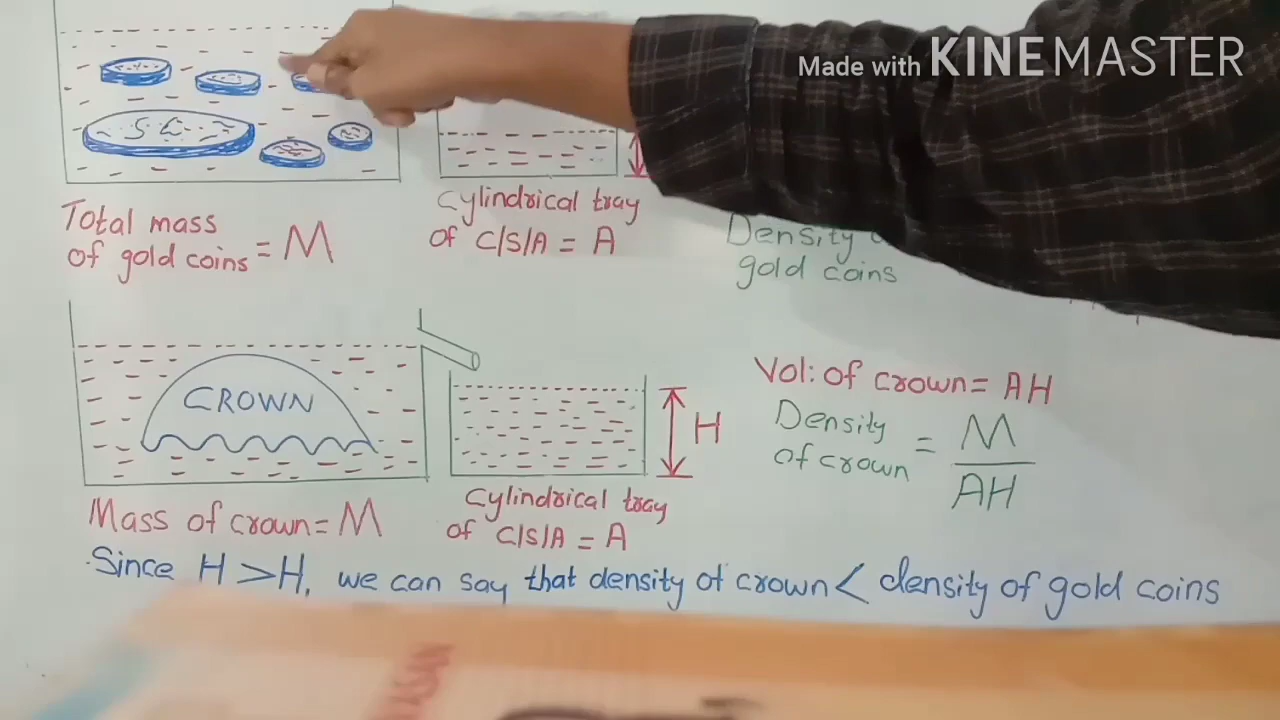 Made with KINEMASTER
Total mass
of gold coins = M
Cylindrical tray
of C/S/A = A
Density
gold coins
CROWN
H
Vol: of crown = AH
Density
of crown = M
AH
Mass of crown = M
Cylindrical tray
of C/S/A = A
Since H > H, we can say that density of crown < density of gold coins